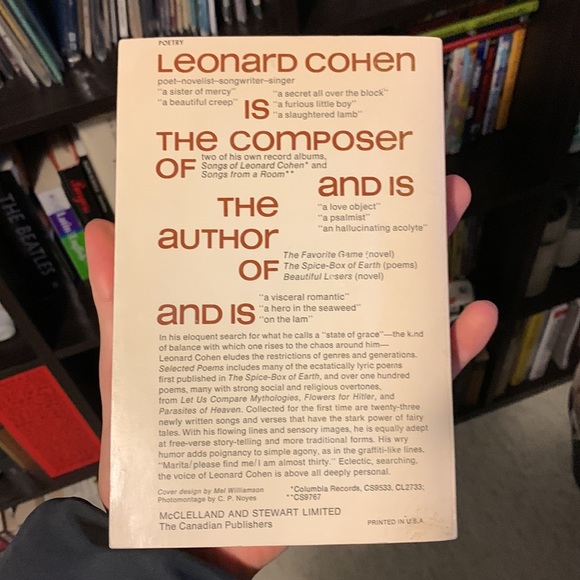 POETRY
LEONARD COHEN
poet–novelist–songwriter–singer
"a sister of mercy"
"a beautiful creep"
IS
"a secret all over the block"
"a furious little boy"
"a slaughtered lamb"
THE COMPOSER
OF
two of his own record albums,
Songs of Leonard Cohen* and
Songs from a Room**
AND IS
THE
AUTHOR
OF
"a love object"
"a psalmist"
"an hallucinating acolyte"
The Favorite Game (novel)
The Spice-Box of Earth (poems)
Beautiful Losers (novel)
AND IS
"a visceral romantic"
"a hero in the seaweed"
"on the lam"
In his eloquent search for what he calls a "state of grace"—the kind
of balance with which one rises to the chaos around him—
Leonard Cohen eludes the restrictions of genres and generations.
Selected Poems includes many of the ecstatically lyric poems
first published in The Spice-Box of Earth, and over one hundred
poems, many with strong social and religious overtones,
from Let Us Compare Mythologies, Flowers for Hitler, and
Parasites of Heaven. Collected for the first time are twenty-three
newly written songs and verses that have the stark power of fairy
tales. With his flowing lines and sensory images, he is equally adept
at free-verse story-telling and more traditional forms. His wry
humor adds poignancy to simple agony, as in the graffiti-like lines,
"Marita/please find me/I am almost thirty." Eclectic, searching,
the voice of Leonard Cohen is above all deeply personal.
Cover design by Mel Williamson
Photomontage by C. P. Noyes
*Columbia Records, CS9533, CL2733;
**CS9767
McCLELLAND AND STEWART LIMITED
The Canadian Publishers
PRINTED IN U.S.A.
THE BEATLES